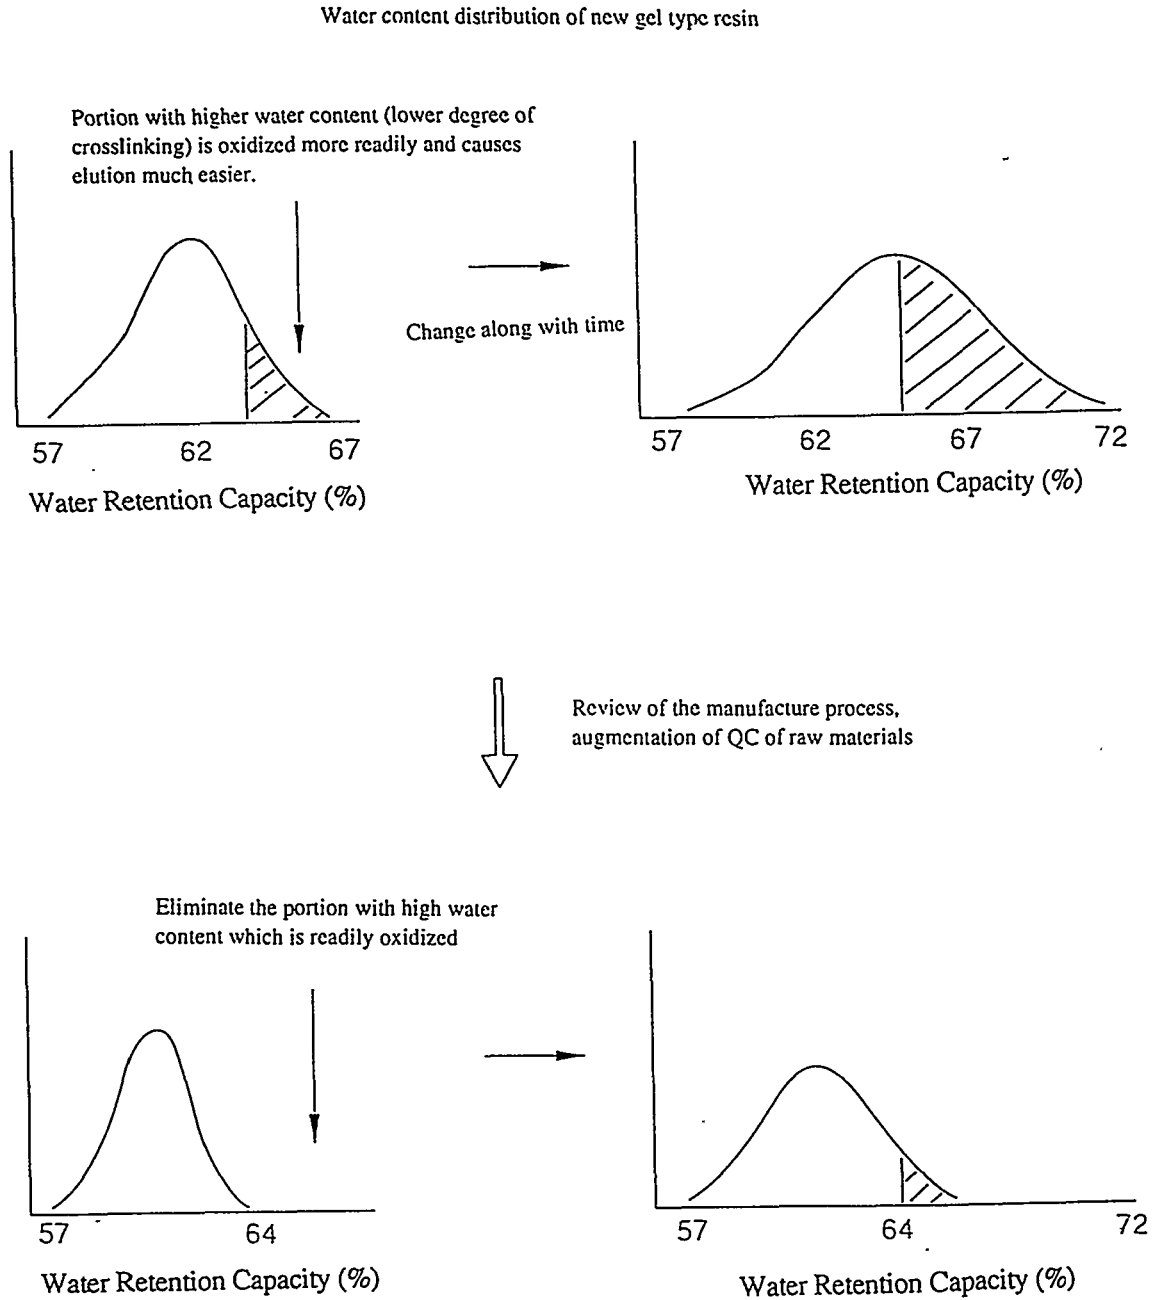 Water content distribution of new gel type resin
Portion with higher water content (lower degree of
crosslinking) is oxidized more readily and causes
elution much easier.
Change along with time
57 62 67
Water Retention Capacity (%)
57 62 67 72
Water Retention Capacity (%)
Review of the manufacture process,
augmentation of QC of raw materials
Eliminate the portion with high water
content which is readily oxidized
57 64
Water Retention Capacity (%)
57 64 72
Water Retention Capacity (%)